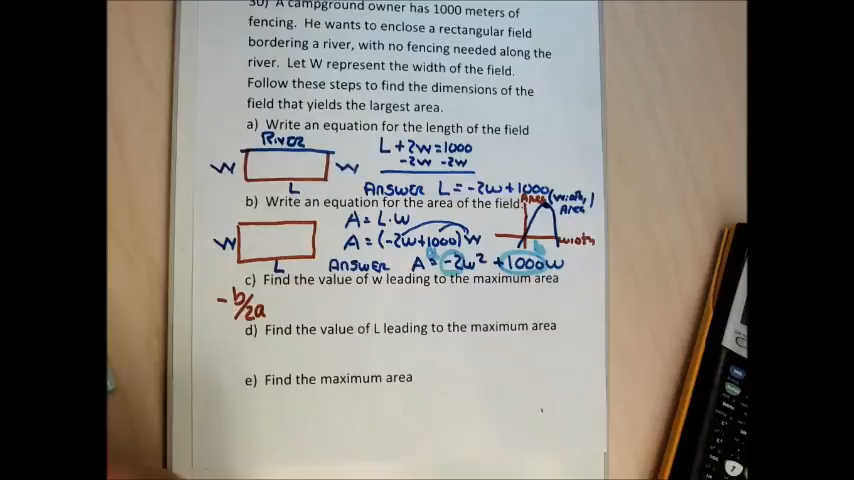 30) A campground owner has 1000 meters of
fencing. He wants to enclose a rectangular field
bordering a river, with no fencing needed along the
river. Let W represent the width of the field.
Follow these steps to find the dimensions of the
field that yields the largest area.
a) Write an equation for the length of the field
RIVER
L + 2W = 1000
W W -2W -2W
L ANSWER L = -2W + 1000
b) Write an equation for the area of the field
AREA (Width, AREA)
width
A = L·W
W A = (-2W + 1000)W
L ANSWER A = -2W² + 1000W
a b
c) Find the value of w leading to the maximum area
-b/2a
d) Find the value of L leading to the maximum area
e) Find the maximum area